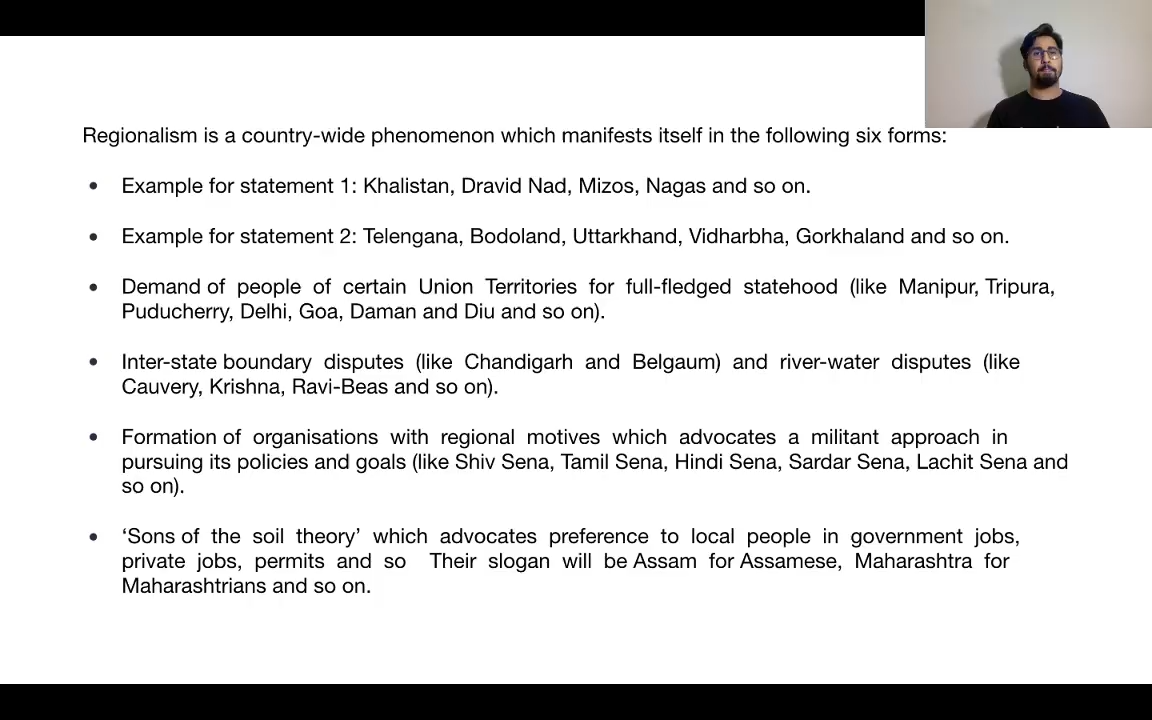 Regionalism is a country-wide phenomenon which manifests itself in the following six forms:
• Example for statement 1: Khalistan, Dravid Nad, Mizos, Nagas and so on.
• Example for statement 2: Telengana, Bodoland, Uttarkhand, Vidharbha, Gorkhaland and so on.
• Demand of people of certain Union Territories for full-fledged statehood (like Manipur, Tripura,
Puducherry, Delhi, Goa, Daman and Diu and so on).
• Inter-state boundary disputes (like Chandigarh and Belgaum) and river-water disputes (like
Cauvery, Krishna, Ravi-Beas and so on).
• Formation of organisations with regional motives which advocates a militant approach in
pursuing its policies and goals (like Shiv Sena, Tamil Sena, Hindi Sena, Sardar Sena, Lachit Sena and
so on).
• ‘Sons of the soil theory’ which advocates preference to local people in government jobs,
private jobs, permits and so Their slogan will be Assam for Assamese, Maharashtra for
Maharashtrians and so on.